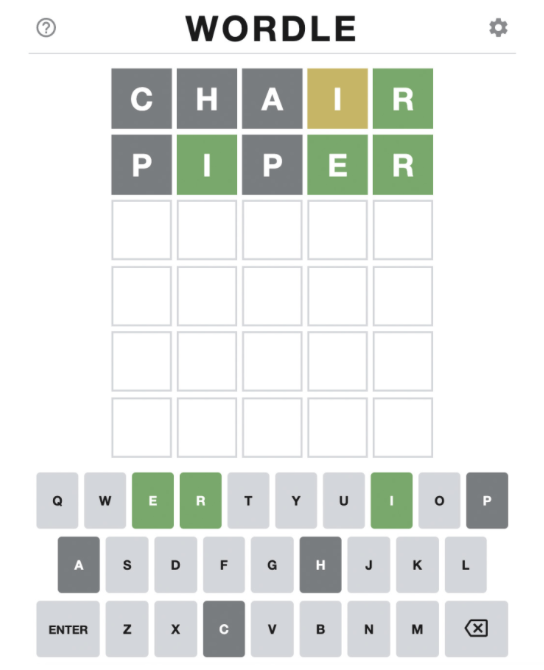 ?
WORDLE
C H A I R
P I P E R
Q W E R T Y U I O P
A S D F G H J K L
ENTER Z X C V B N M